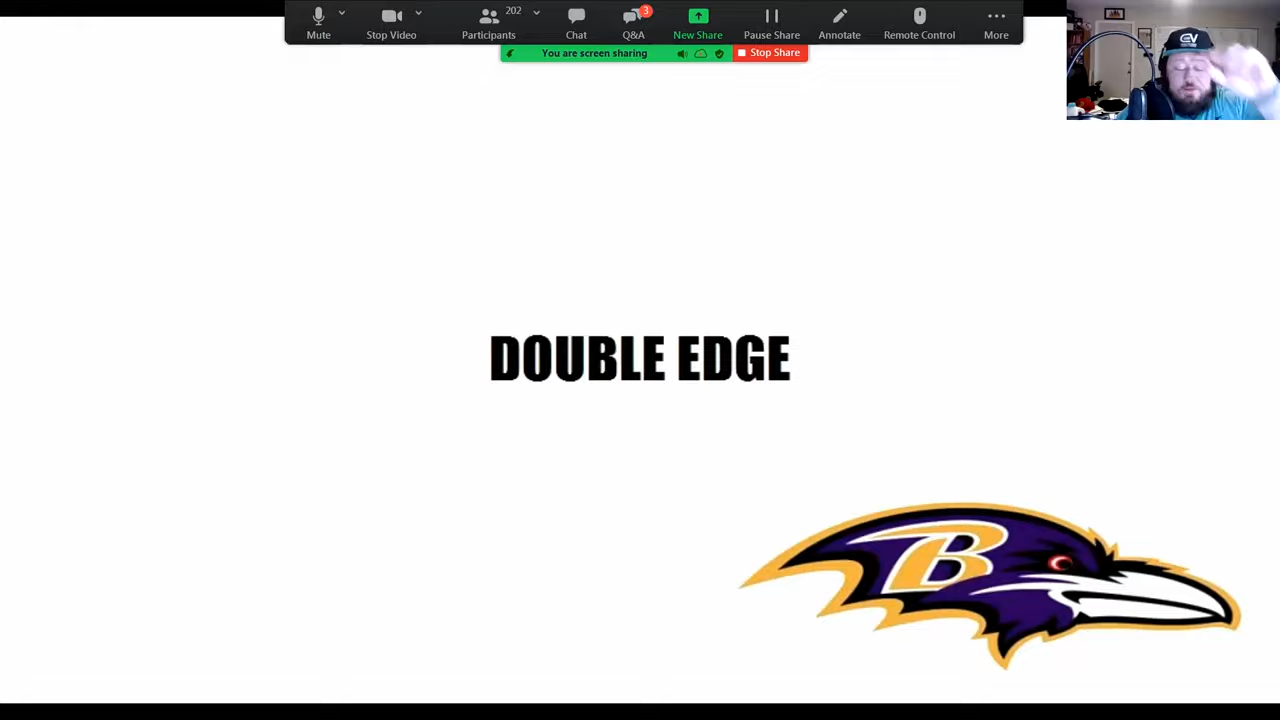 202
3
Mute
Stop Video
Participants
Chat
Q&A
New Share
Pause Share
Annotate
Remote Control
More
You are screen sharing
Stop Share
GV
DOUBLE EDGE
B